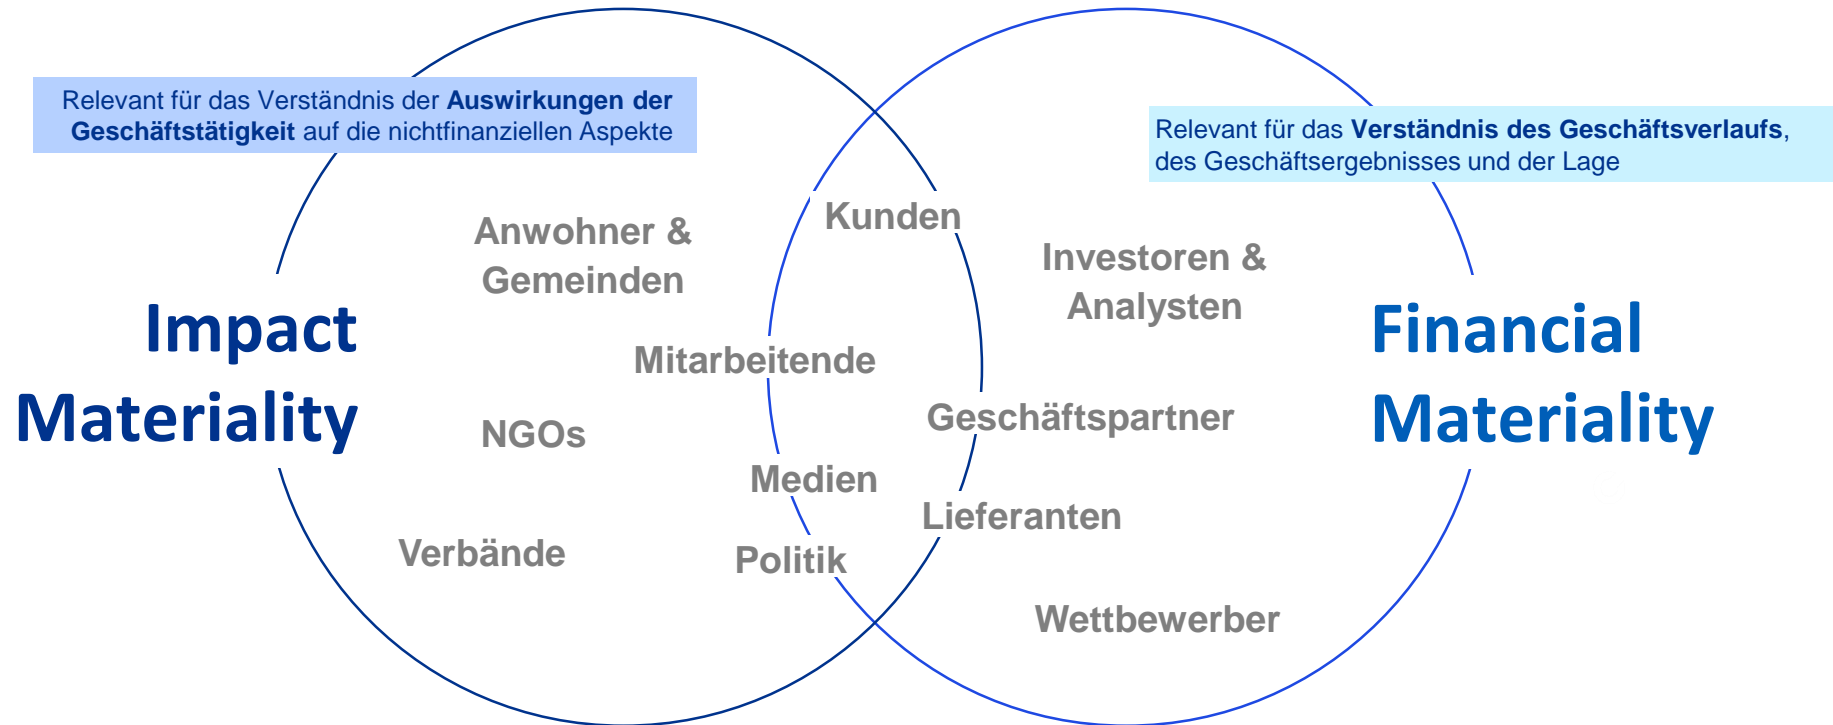 Relevant für das Verständnis der Auswirkungen der
Geschäftstätigkeit auf die nichtfinanziellen Aspekte
Relevant für das Verständnis des Geschäftsverlaufs,
des Geschäftsergebnisses und der Lage
Impact
Materiality
Anwohner &
Gemeinden
Kunden
Investoren &
Analysten
Financial
Materiality
Mitarbeitende
NGOs
Geschäftspartner
Medien
Lieferanten
Verbände
Politik
Wettbewerber